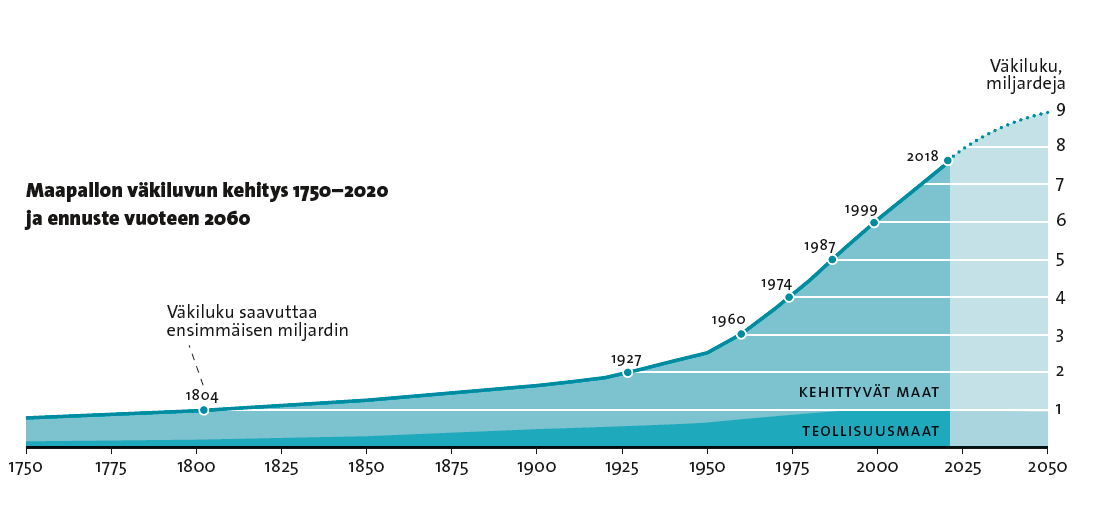 Väkiluku,
miljardeja
9
8
2018
7
Maapallon väkiluvun kehitys 1750–2020
ja ennuste vuoteen 2060
1999
6
1987
5
1974
4
Väkiluku saavuttaa
ensimmäisen miljardin
1960
3
1927
2
1804
KEHITTYVÄT MAAT
1
TEOLLISUUSMAAT
1750 1775 1800 1825 1850 1875 1900 1925 1950 1975 2000 2025 2050